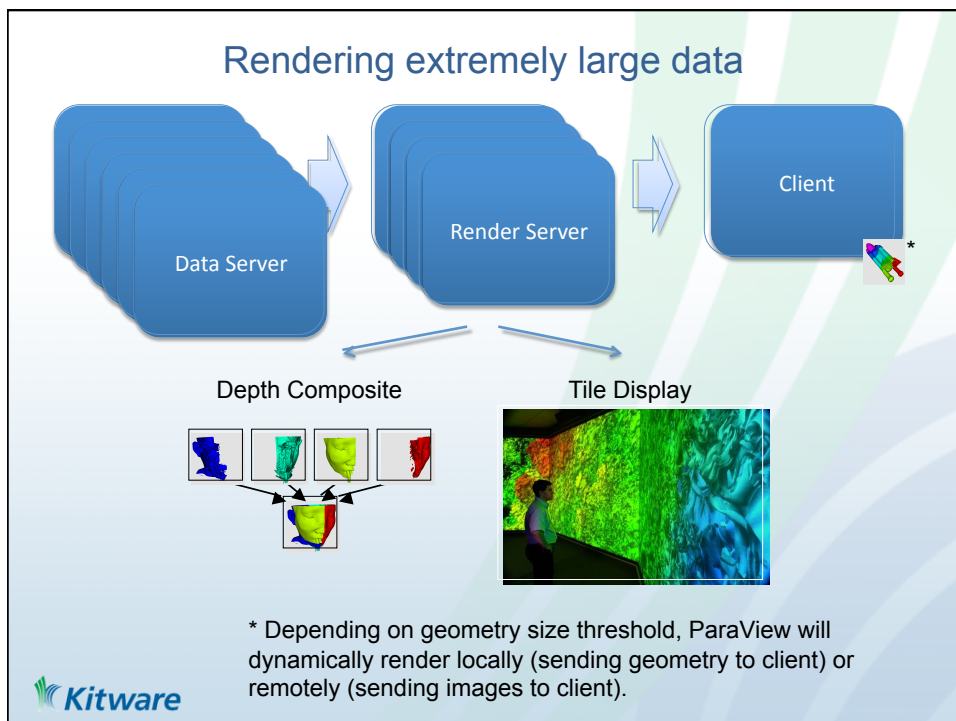 Rendering extremely large data
Data Server
Render Server
Client
*
Depth Composite
Tile Display
* Depending on geometry size threshold, ParaView will
dynamically render locally (sending geometry to client) or
remotely (sending images to client).
Kitware